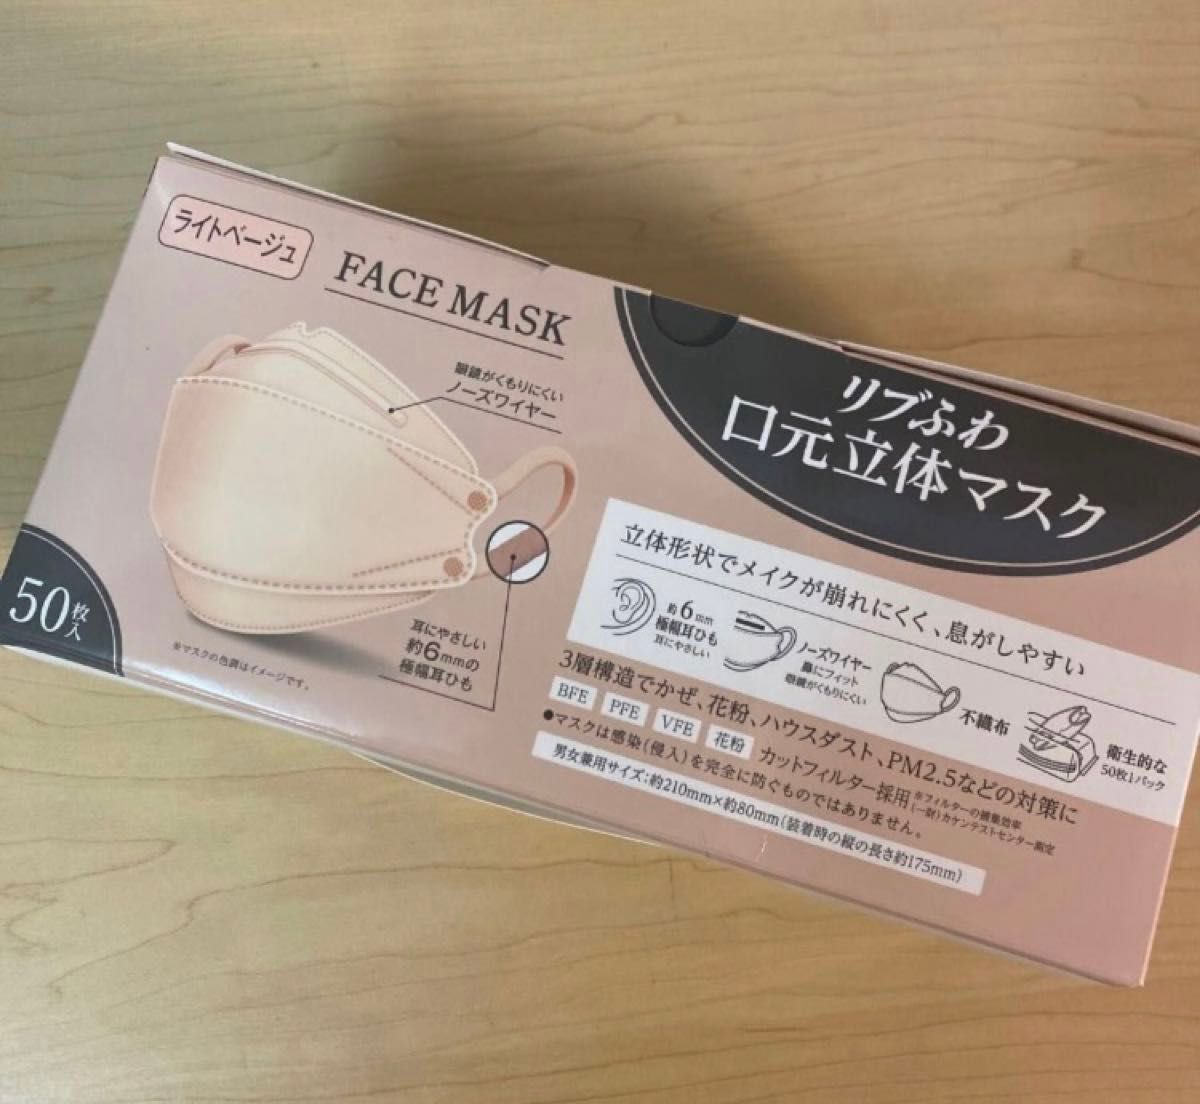 ライトベージュ
FACE MASK
眼鏡がくもりにくい
ノーズワイヤー
リブふわ
口元立体マスク
50枚入
※マスクの色調はイメージです。
耳にやさしい
約6mmの
極幅耳ひも
立体形状でメイクが崩れにくく、息がしやすい
約6mm
極幅耳ひも
耳にやさしい
ノーズワイヤー
鼻にフィット
眼鏡がくもりにくい
不織布
衛生的な
50枚1パック
3層構造でかぜ、花粉、ハウスダスト、PM2.5などの対策に
BFE PFE VFE 花粉 カットフィルター採用
※フィルターの捕集効率
(一財)カケンテストセンター測定
●マスクは感染(侵入)を完全に防ぐものではありません。
男女兼用サイズ:約210mm×約80mm(装着時の縦の長さ約175mm)